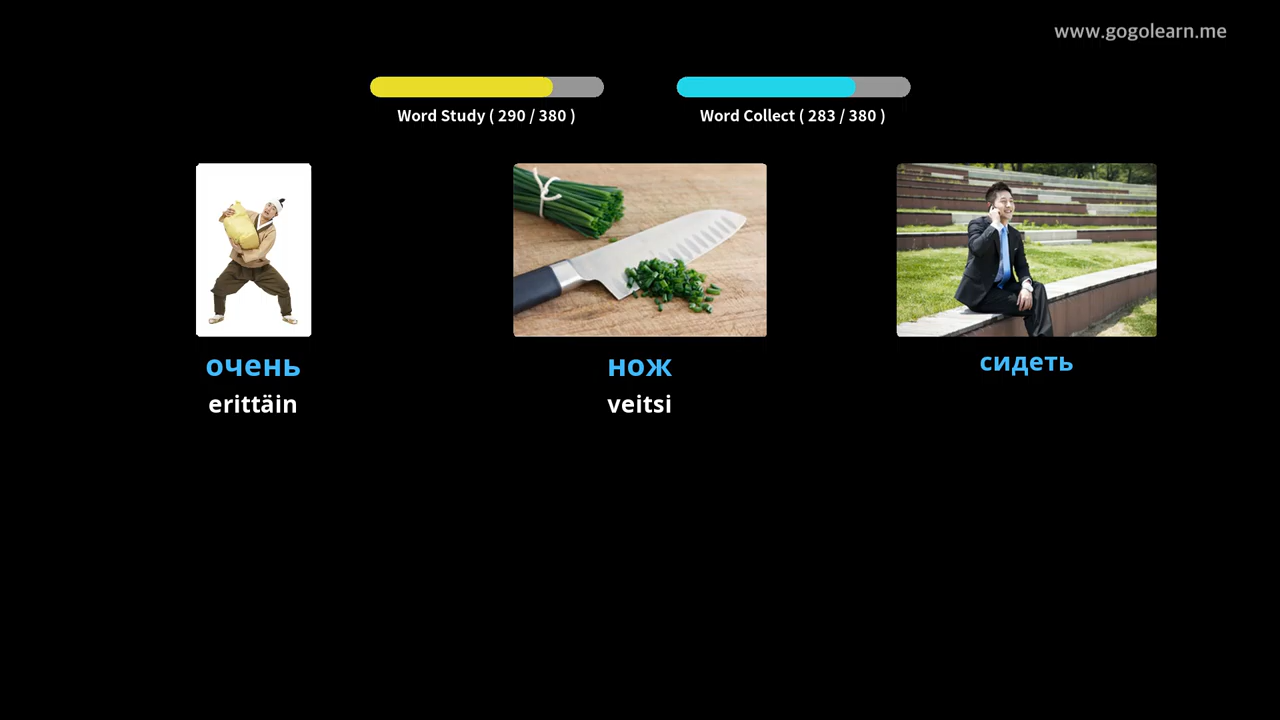 www.gogolearn.me
Word Study ( 290 / 380 )
Word Collect ( 283 / 380 )
очень
erittäin
нож
veitsi
сидеть